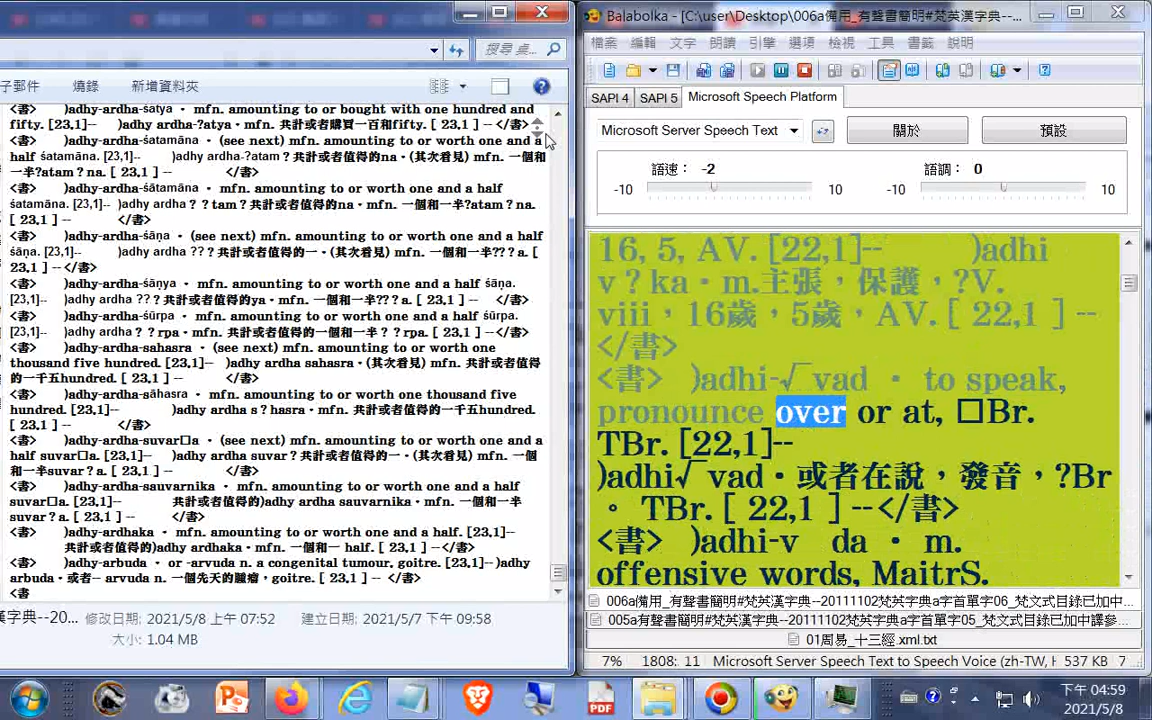 搜尋桌...
子郵件 燒錄 新增資料夾
<書> )adhy-ardha-śatya • mfn. amounting to or bought with one hundred and
fifty. [23,1]-- )adhy ardha-?atya • mfn. 共計或者購買一百和fifty. [ 23,1 ] --</書>
<書> )adhy-ardha-śatamāna • (see next) mfn. amounting to or worth one and a
half śatamāna. [23,1]-- )adhy ardha-?atam ? 共計或者值得的na • (其次看見) mfn. 一個和
一半?atam ? na. [ 23,1 ] -- </書>
<書> )adhy-ardha-śātamāna • mfn. amounting to or worth one and a half
śatamāna. [23,1]-- )adhy ardha ? ? tam ? 共計或者值得的na • mfn. 一個和一半?atam ? na. [
23,1 ] -- </書>
<書> )adhy-ardha-śāṇa • (see next) mfn. amounting to or worth one and a half
śāṇa. [23,1]-- )adhy ardha ?? ? 共計或者值得的一 • (其次看見) mfn. 一個和一半? ? ? a. [
23,1 ] --</書>
<書> )adhy-ardha-śāṇya • mfn. amounting to or worth one and a half śāṇa.
[23,1]-- )adhy ardha ?? ? 共計或者值得的ya • mfn. 一個和一半? ? ? a. [ 23,1 ] -- </書>
<書> )adhy-ardha-śūrpa • mfn. amounting to or worth one and a half śūrpa.
[23,1]-- )adhy ardha ? ? rpa • mfn. 共計或者值得的一個和一半 ? ? rpa. [ 23,1 ] -- </書>
<書> )adhy-ardha-sahasra • (see next) mfn. amounting to or worth one
thousand five hundred. [23,1]-- )adhy ardha sahasra • (其次看見) mfn. 共計或者值得
的一千五hundred. [ 23,1 ] -- </書>
<書> )adhy-ardha-sāhasra • mfn. amounting to or worth one thousand five
hundred. [23,1]-- )adhy ardha s ? hasra • mfn. 共計或者值得的一千五hundred.
[ 23,1 ] -- </書>
<書> )adhy-ardha-suvar□a • (see next) mfn. amounting to or worth one and a
half suvar□a. [23,1]-- )adhy ardha suvar ? 共計或者值得的一 • (其次看見) mfn. 一個
和一半suvar ? a. [ 23,1 ] -- </書>
<書> )adhy-ardha-sauvarnika • mfn. amounting to or worth one and a half
suvar□a. [23,1]-- 共計或者值得的)adhy ardha sauvarnika • mfn. 一個和一半
suvar ? a. [ 23,1 ] -- </書>
<書> )adhy-ardhaka • mfn. amounting to or worth one and a half. [23,1]--
共計或者值得的)adhy ardhaka • mfn. 一個和一 half. [ 23,1 ] -- </書>
<書> )adhy-arbuda • or -arvuda n. a congenital tumour, goitre. [23,1]-- )adhy
arbuda • 或者-- arvuda n. 一個先天的腫瘤，goitre. [ 23,1 ] -- </書>
<書
漢字典--20... 修改日期: 2021/5/8 上午 07:52 建立日期: 2021/5/7 下午 09:58
大小: 1.04 MB
Balabolka - [C:\user\Desktop\006a備用_有聲書簡明#梵英漢字典--...
檔案 編輯 文字 朗讀 引擎 選項 檢視 工具 書籤 說明
SAPI 4 SAPI 5 Microsoft Speech Platform
Microsoft Server Speech Text 關於 預設
語速: -2 語調: 0
-10 10 -10 10
16, 5, AV. [22,1]-- )adhi
v ? ka • m.主張，保護，?V.
viii，16歲，5歲，AV. [ 22,1 ] --
</書>
<書> )adhi-√ vad • to speak,
pronounce over or at, □Br.
TBr. [22,1]--
)adhi√ vad • 或者在說，發音，?Br
。 TBr. [ 22,1 ] --</書>
<書> )adhi-v da • m.
offensive words, MaitrS.
006a備用_有聲書簡明#梵英漢字典--20111102梵英字典a字首單字06_梵文式目錄已加中...
005a有聲書簡明#梵英漢字典--20111102梵英字典a字首單字05_梵文式目錄已加中譯參...
01周易_十三經.xml.txt
7% 1808: 11 Microsoft Server Speech Text to Speech Voice (zh-TW, H 537 KB 7
PDF
下午 04:59
2021/5/8